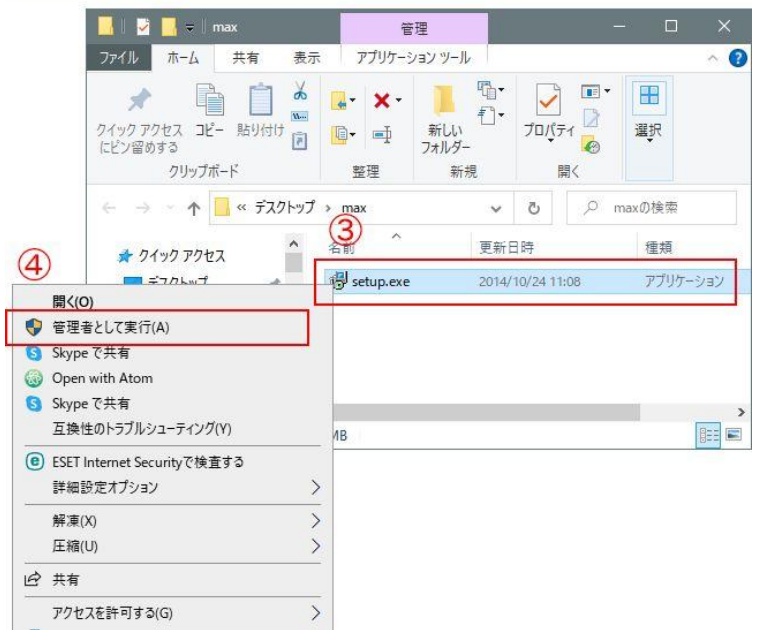 max
管理
ファイル ホーム 共有 表示 アプリケーション ツール
クイック アクセス
にピン留めする
コピー
貼り付け
新しい
フォルダー
プロパティ
選択
クリップボード 整理 新規 開く
« デスクトップ › max
maxの検索
③
名前 更新日時 種類
クイック アクセス
デスクトップ
setup.exe 2014/10/24 11:08 アプリケーション
④
開く(O)
管理者として実行(A)
Skype で共有
Open with Atom
Skype で共有
互換性のトラブルシューティング(Y)
MB
ESET Internet Securityで検査する
詳細設定オプション
解凍(X)
圧縮(U)
共有
アクセスを許可する(G)